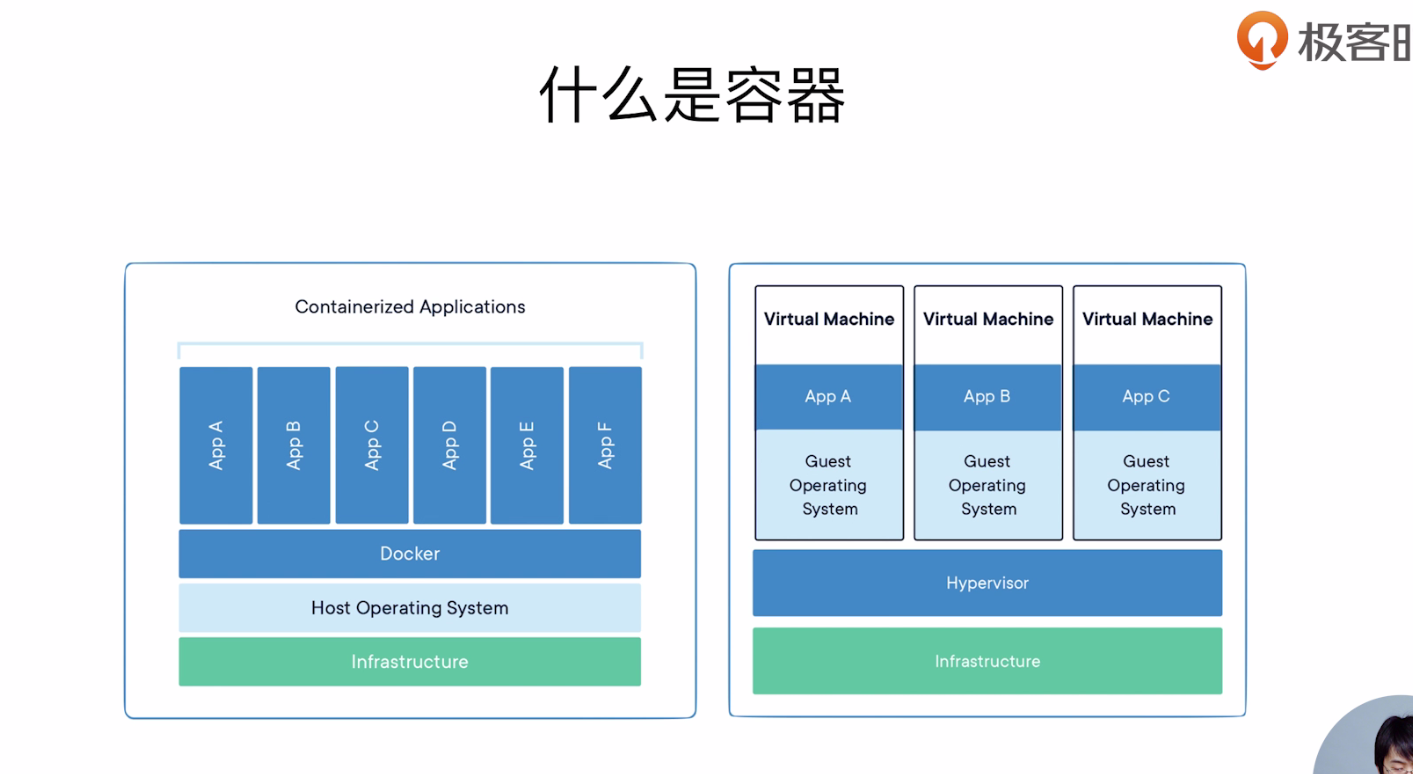 极客
什么是容器
Containerized Applications
App A
App B
App C
App D
App E
App F
Docker
Host Operating System
Infrastructure
Virtual Machine
App A
Guest
Operating
System
Virtual Machine
App B
Guest
Operating
System
Virtual Machine
App C
Guest
Operating
System
Hypervisor
Infrastructure